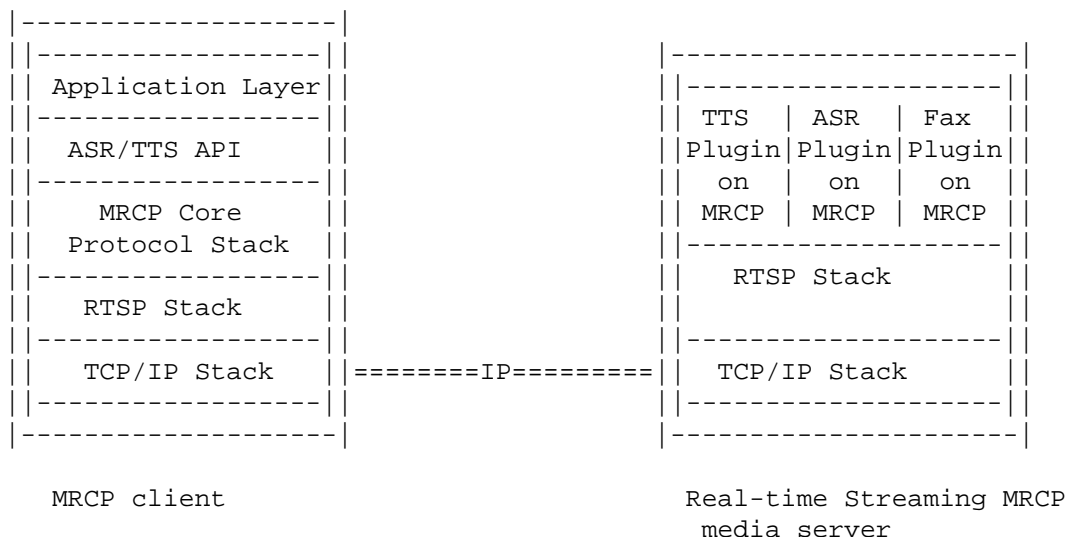 |--------------------|
||------------------||                   |----------------------|
|| Application Layer||                   ||--------------------||
||------------------||                   || TTS  | ASR  | Fax  ||
||  ASR/TTS API     ||                   ||Plugin|Plugin|Plugin||
||------------------||                   ||  on  |  on  |  on  ||
||    MRCP Core     ||                   || MRCP | MRCP | MRCP ||
||  Protocol Stack  ||                   ||--------------------||
||------------------||                   ||   RTSP Stack       ||
||   RTSP Stack     ||                   ||                    ||
||------------------||                   ||--------------------||
||   TCP/IP Stack   ||========IP=========||  TCP/IP Stack      ||
||------------------||                   ||--------------------||
|--------------------|                   |----------------------|
MRCP client                             Real-time Streaming MRCP
media server